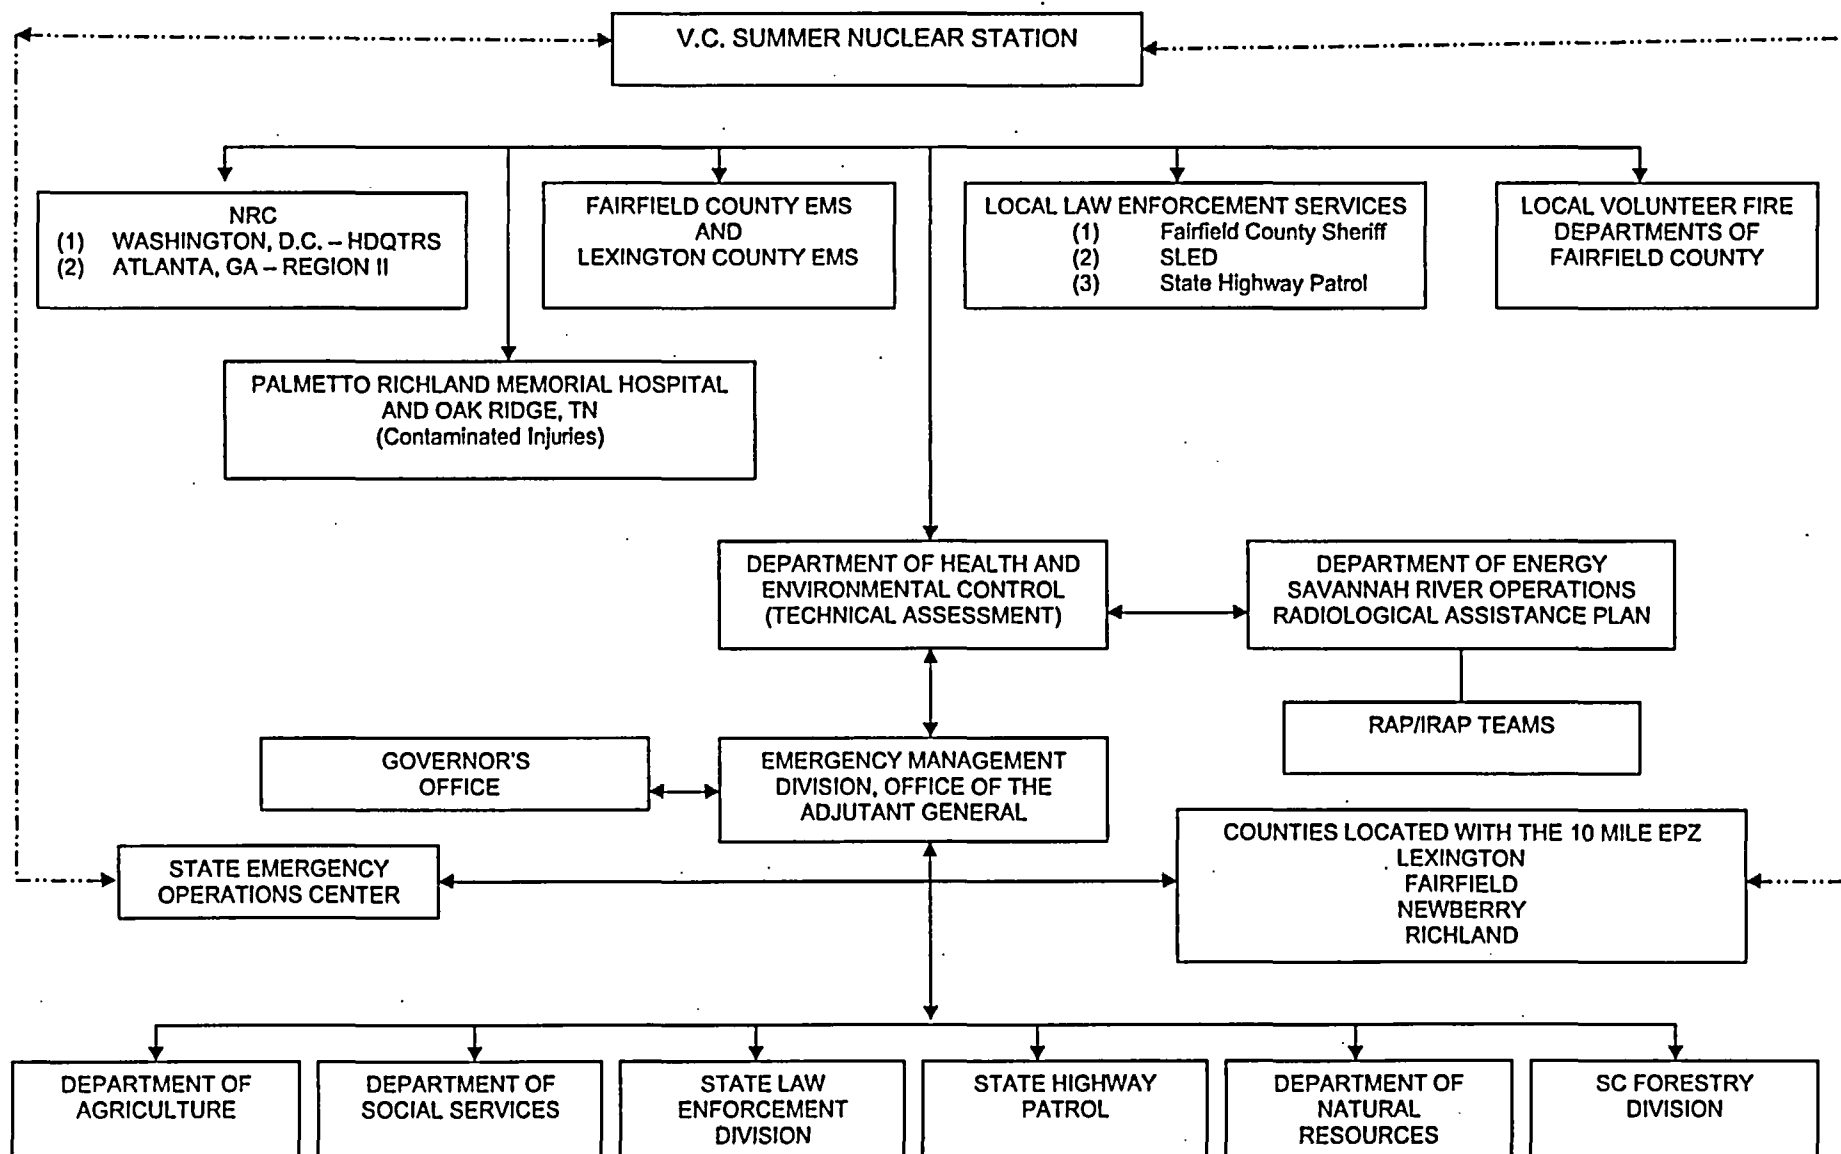 V.C. SUMMER NUCLEAR STATION
NRC
(1) WASHINGTON, D.C. – HDQTRS
(2) ATLANTA, GA – REGION II
FAIRFIELD COUNTY EMS
AND
LEXINGTON COUNTY EMS
LOCAL LAW ENFORCEMENT SERVICES
(1) Fairfield County Sheriff
(2) SLED
(3) State Highway Patrol
LOCAL VOLUNTEER FIRE
DEPARTMENTS OF
FAIRFIELD COUNTY
PALMETTO RICHLAND MEMORIAL HOSPITAL
AND OAK RIDGE, TN
(Contaminated Injuries)
DEPARTMENT OF HEALTH AND
ENVIRONMENTAL CONTROL
(TECHNICAL ASSESSMENT)
DEPARTMENT OF ENERGY
SAVANNAH RIVER OPERATIONS
RADIOLOGICAL ASSISTANCE PLAN
RAP/IRAP TEAMS
GOVERNOR'S
OFFICE
EMERGENCY MANAGEMENT
DIVISION, OFFICE OF THE
ADJUTANT GENERAL
STATE EMERGENCY
OPERATIONS CENTER
COUNTIES LOCATED WITH THE 10 MILE EPZ
LEXINGTON
FAIRFIELD
NEWBERRY
RICHLAND
DEPARTMENT OF
AGRICULTURE
DEPARTMENT OF
SOCIAL SERVICES
STATE LAW
ENFORCEMENT
DIVISION
STATE HIGHWAY
PATROL
DEPARTMENT OF
NATURAL
RESOURCES
SC FORESTRY
DIVISION